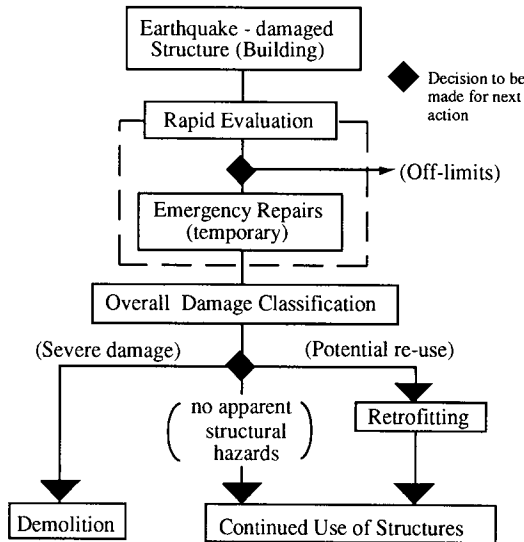 Earthquake - damaged
Structure (Building)
Decision to be
made for next
action
Rapid Evaluation
(Off-limits)
Emergency Repairs
(temporary)
Overall Damage Classification
(Severe damage)
(Potential re-use)
(no apparent
structural
hazards)
Retrofitting
Demolition
Continued Use of Structures